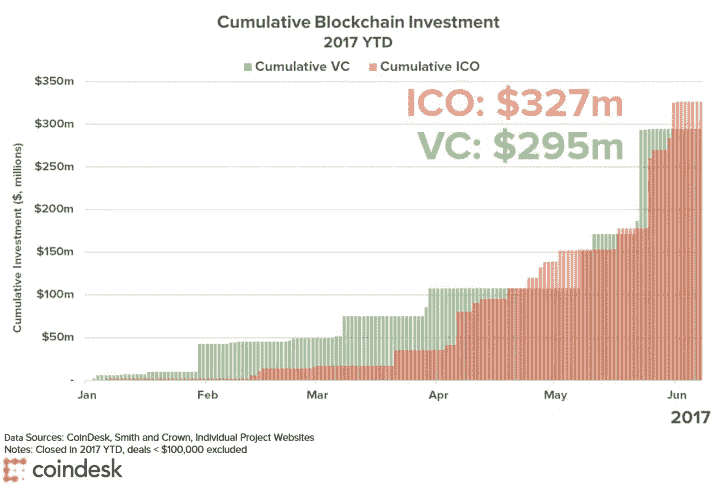 Cumulative Blockchain Investment
2017 YTD
Cumulative VC Cumulative ICO
ICO: $327m
VC: $295m
Cumulative Investment ($, millions)
$350m
$300m
$250m
$200m
$150m
$100m
$50m
-
Jan Feb Mar Apr May Jun
2017
Data Sources: CoinDesk, Smith and Crown, Individual Project Websites
Notes: Closed in 2017 YTD, deals < $100,000 excluded
coindesk